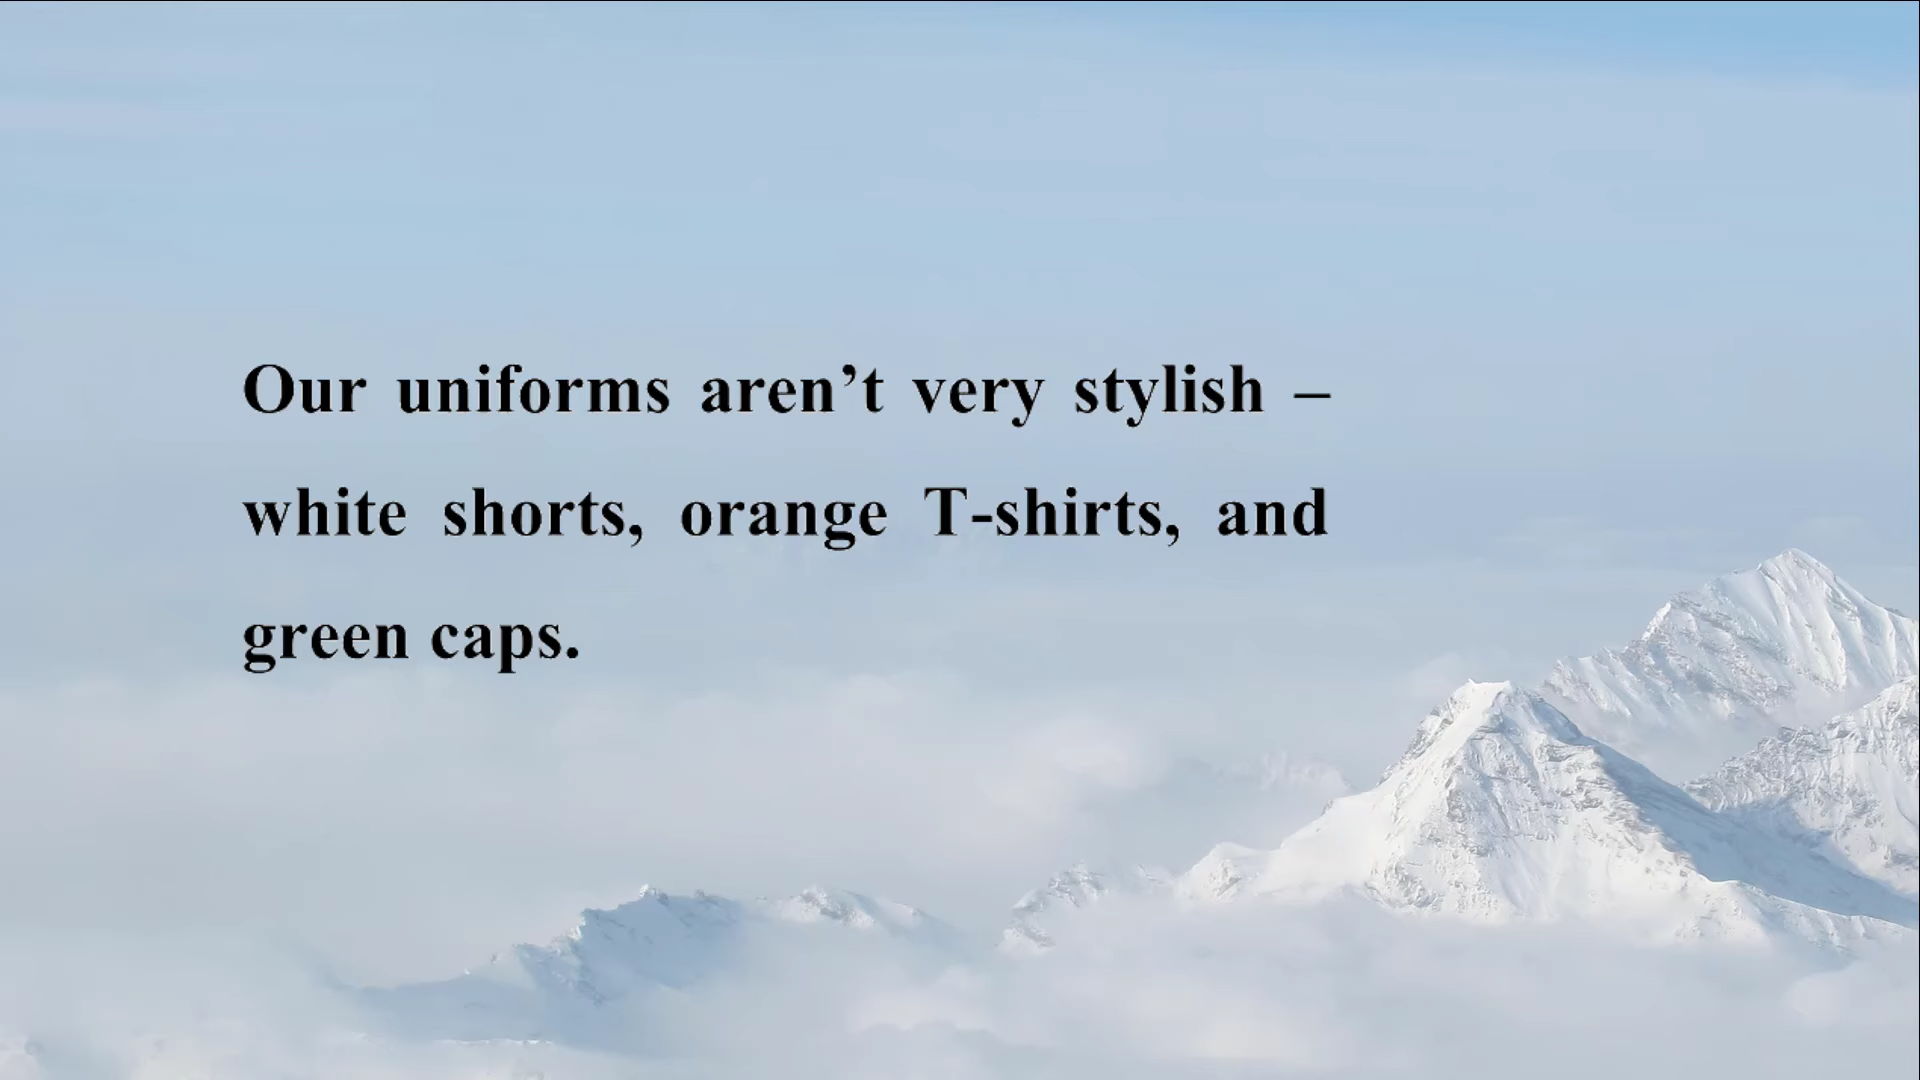 Our uniforms aren’t very stylish –
white shorts, orange T-shirts, and
green caps.